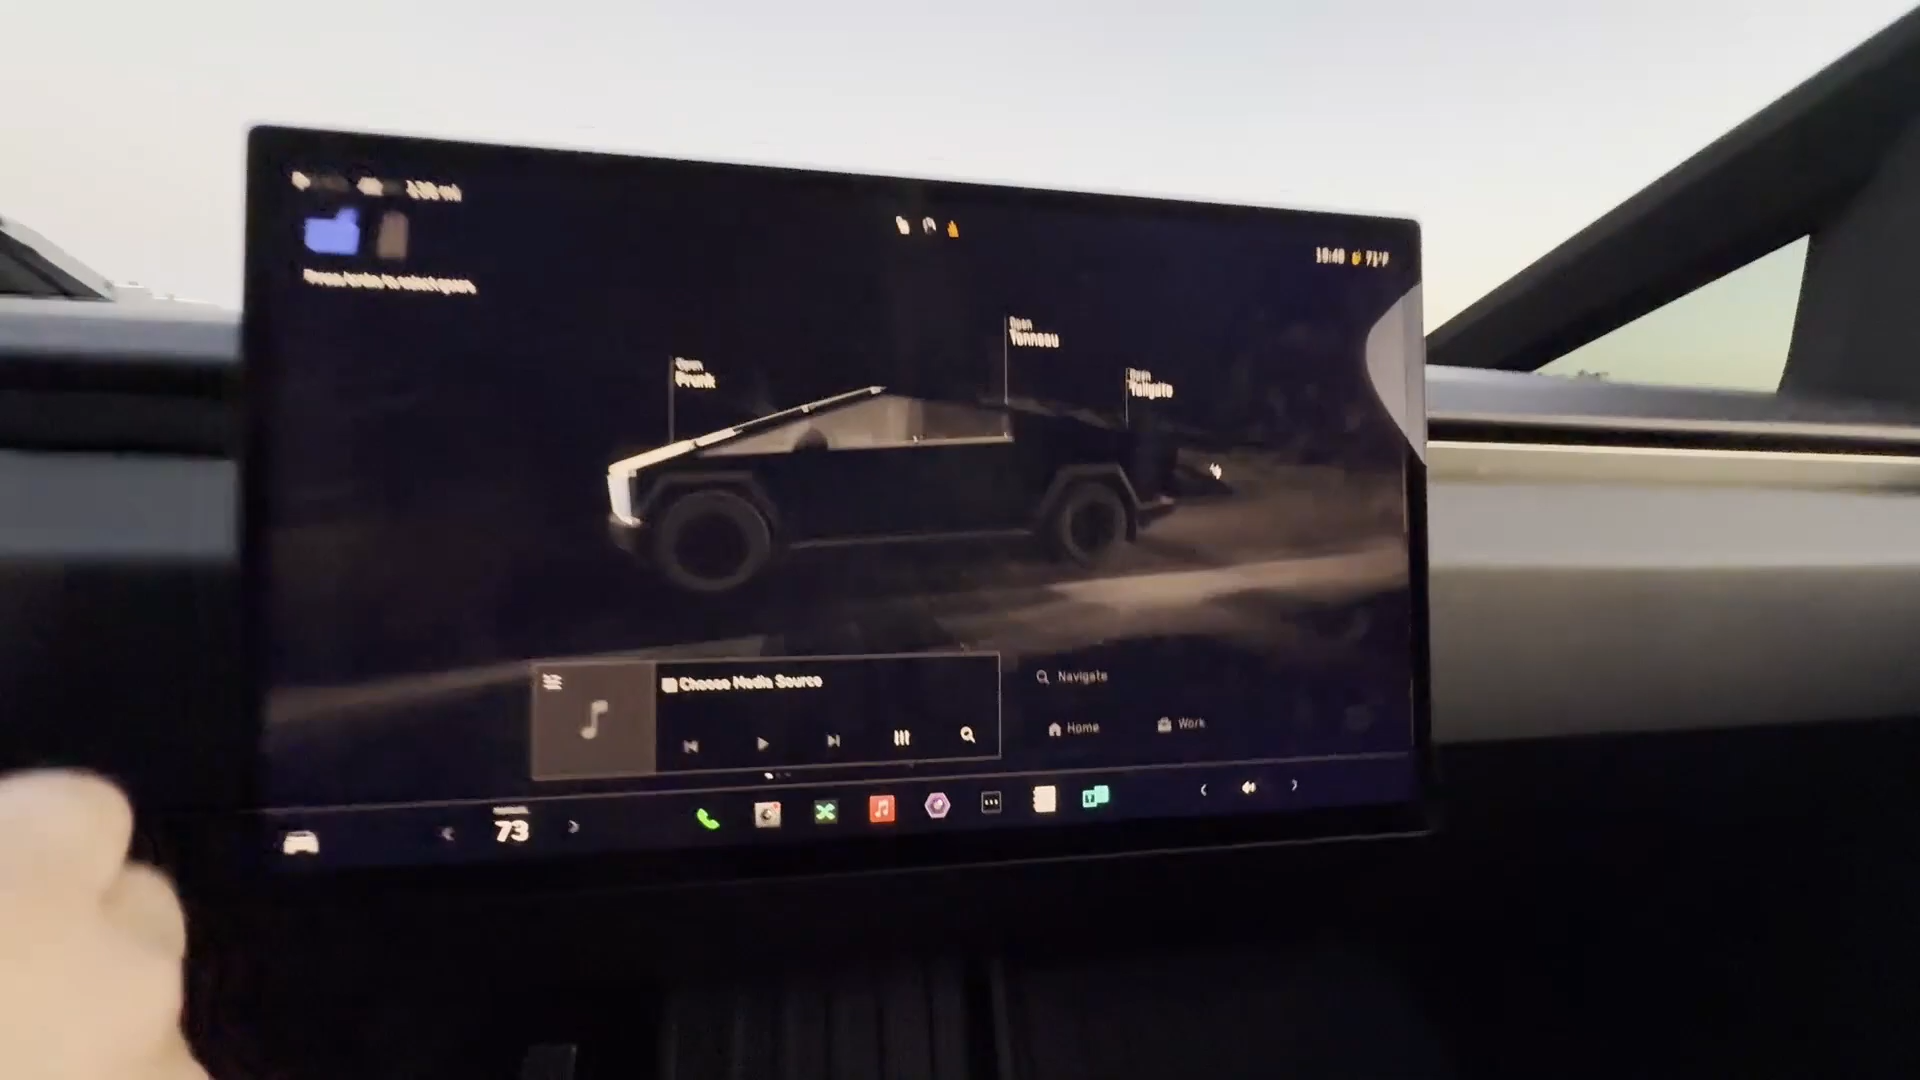 Open
Tonneau
Open
Frunk
Open
Tailgate
Choose Media Source
Navigate
Home
Work
73